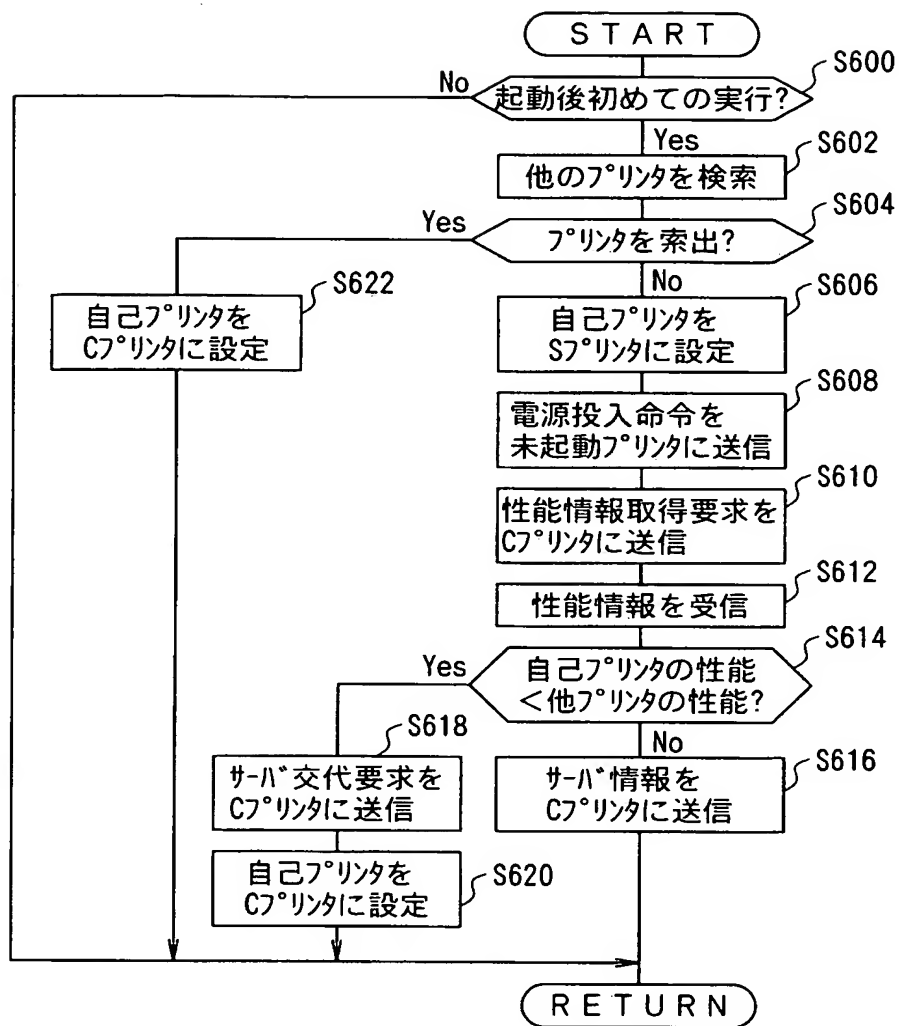 START
S600
No
起動後初めての実行?
Yes
S602
他のプリンタを検索
S604
Yes
プリンタを索出?
No
S622
自己プリンタを
Cプリンタに設定
S606
自己プリンタを
Sプリンタに設定
S608
電源投入命令を
未起動プリンタに送信
S610
性能情報取得要求を
Cプリンタに送信
S612
性能情報を受信
S614
Yes
自己プリンタの性能
<他プリンタの性能?
No
S618
サーバ交代要求を
Cプリンタに送信
S616
サーバ情報を
Cプリンタに送信
S620
自己プリンタを
Cプリンタに設定
RETURN